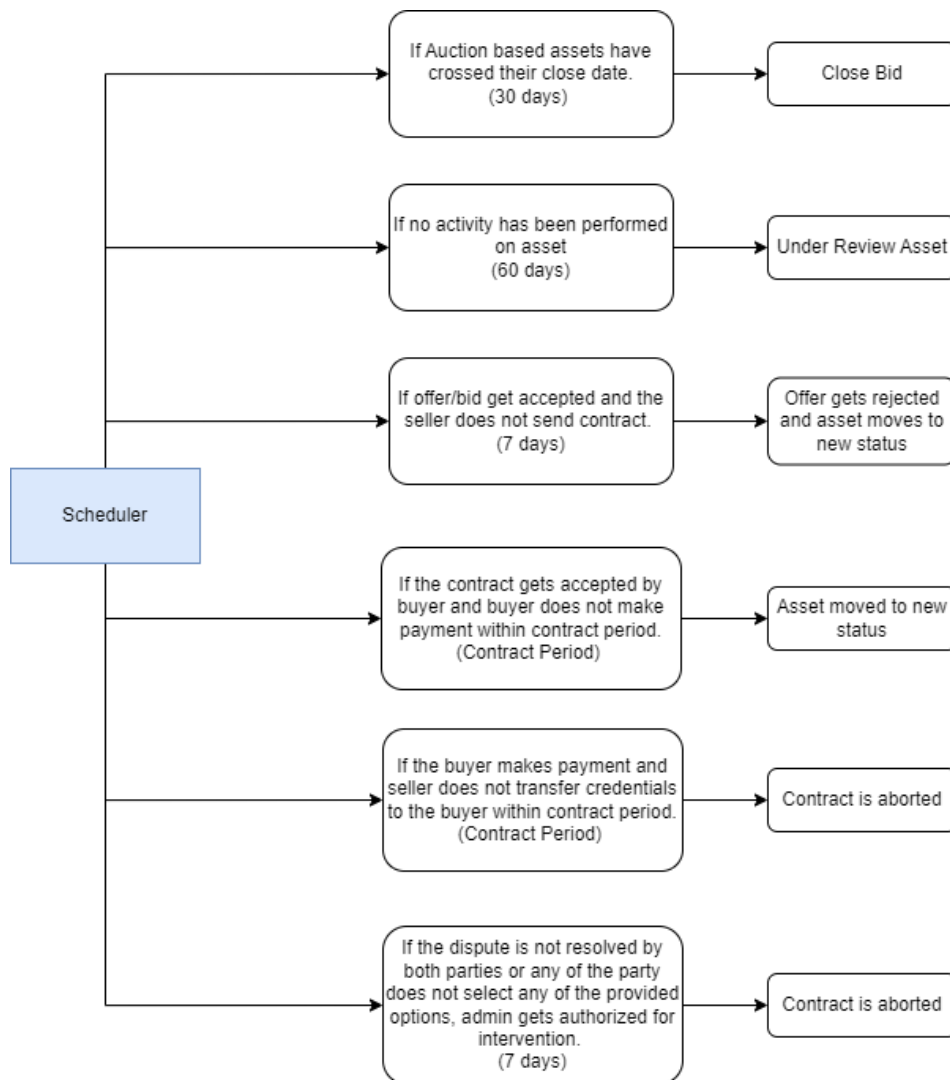 If Auction based assets have
crossed their close date.
(30 days)
Close Bid
If no activity has been performed
on asset
(60 days)
Under Review Asset
If offer/bid get accepted and the
seller does not send contract.
(7 days)
Offer gets rejected
and asset moves to
new status
Scheduler
If the contract gets accepted by
buyer and buyer does not make
payment within contract period.
(Contract Period)
Asset moved to new
status
If the buyer makes payment and
seller does not transfer credentials
to the buyer within contract period.
(Contract Period)
Contract is aborted
If the dispute is not resolved by
both parties or any of the party
does not select any of the provided
options, admin gets authorized for
intervention.
(7 days)
Contract is aborted